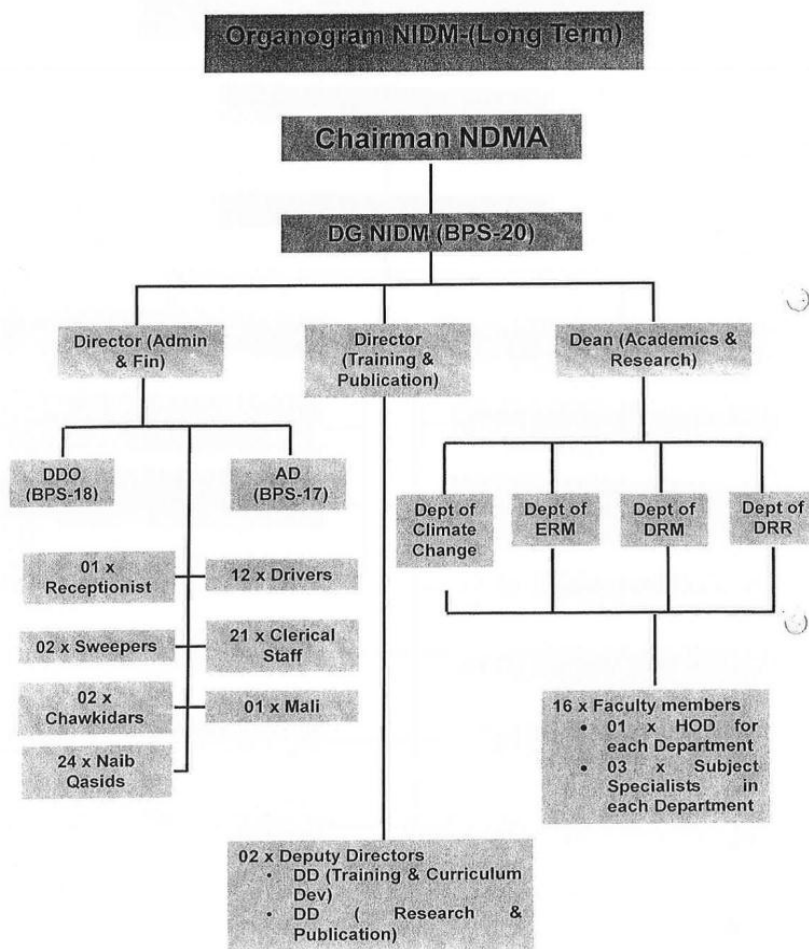 Organogram NIDM-(Long Term)
Chairman NDMA
DG NIDM (BPS-20)
Director (Admin
& Fin)
Director
(Training &
Publication)
Dean (Academics &
Research)
DDO
(BPS-18)
AD
(BPS-17)
Dept of
Climate
Change
Dept of
ERM
Dept of
DRM
Dept of
DRR
01 x
Receptionist
12 x Drivers
02 x Sweepers
21 x Clerical
Staff
02 x
Chawkidars
01 x Mali
24 x Naib
Qasids
16 x Faculty members
• 01 x HOD for
each Department
• 03 x Subject
Specialists in
each Department
02 x Deputy Directors
• DD (Training & Curriculum
Dev)
• DD ( Research &
Publication)